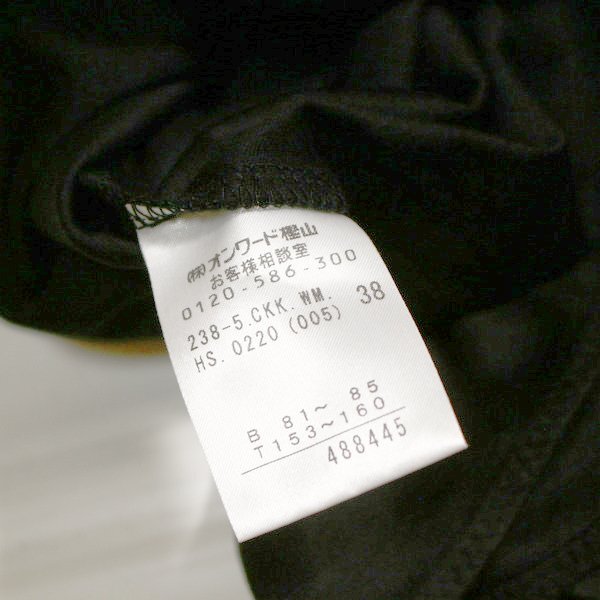 ㈱オンワード樫山
お客様相談室
0120-586-300
238-5.CKK.WM. 38
HS. 0220 (005)
B 81～ 85
T 153～160
488445